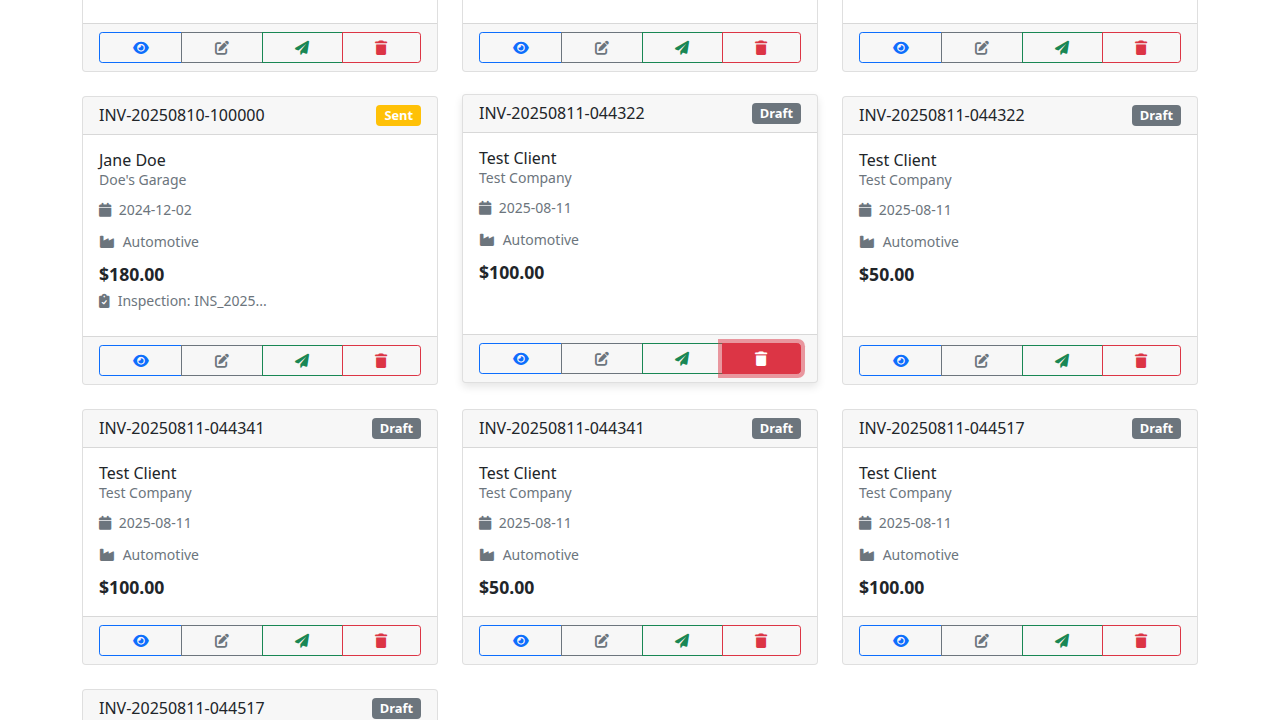 INV-20250810-100000
Sent
Jane Doe
Doe's Garage
2024-12-02
Automotive
$180.00
Inspection: INS_2025...
INV-20250811-044322
Draft
Test Client
Test Company
2025-08-11
Automotive
$100.00
INV-20250811-044322
Draft
Test Client
Test Company
2025-08-11
Automotive
$50.00
INV-20250811-044341
Draft
Test Client
Test Company
2025-08-11
Automotive
$100.00
INV-20250811-044341
Draft
Test Client
Test Company
2025-08-11
Automotive
$50.00
INV-20250811-044517
Draft
Test Client
Test Company
2025-08-11
Automotive
$100.00
INV-20250811-044517
Draft